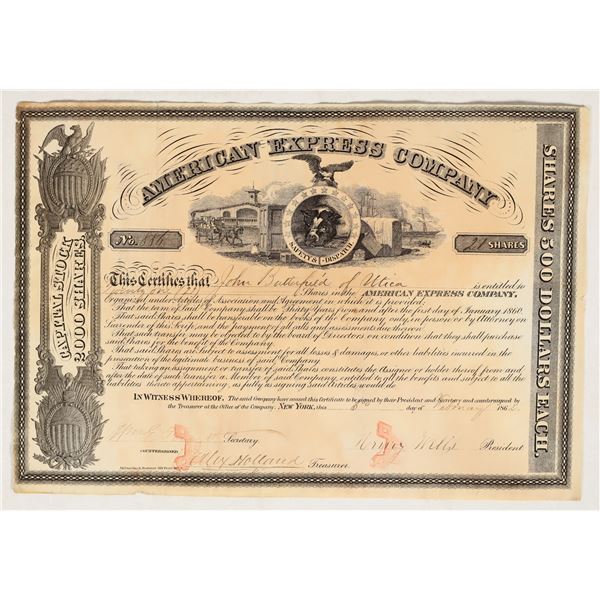 AMERICAN EXPRESS COMPANY
SAFETY & DISPATCH
CAPITAL STOCK
2000 SHARES.
SHARES 500 DOLLARS EACH.
No. 816
21 SHARES
This Certifies that John Butterfield of Utica is entitled to
Shares in the AMERICAN EXPRESS COMPANY,
Organized under Articles of Association and Agreement in which it is provided.
That the term of said Company shall be Thirty Years from and after the first day of January 1860.
That said Shares shall be transferable on the books of the Company, only, in person or by Attorney on
Surrender of this Scrip and the payment of all calls and assessments thereon.
That such transfer may be rejected by the board of Directors on condition that they shall purchase
said Shares for the benefit of the Company.
That said Shares are Subject to assessment for all losses & damages, or other liabilities incurred in the
prosecution of the legitimate business of said Company.
That taking an assignment or transfer of said Shares constitutes the Assignee or holder thereof from and
after the date of such transfer a Member of said Company, entitled to all the benefits and subject to all the
liabilities thereto appertaining, as fully as signing said Articles would do.
IN WITNESS WHEREOF. The said Company have caused this Certificate to be signed by their President and Secretary and countersigned by
the Treasurer at the Office of the Company, NEW YORK, this day of February 1862
Secretary
Henry Wells President
COUNTERSIGNED
Alex Holland Treasurer.